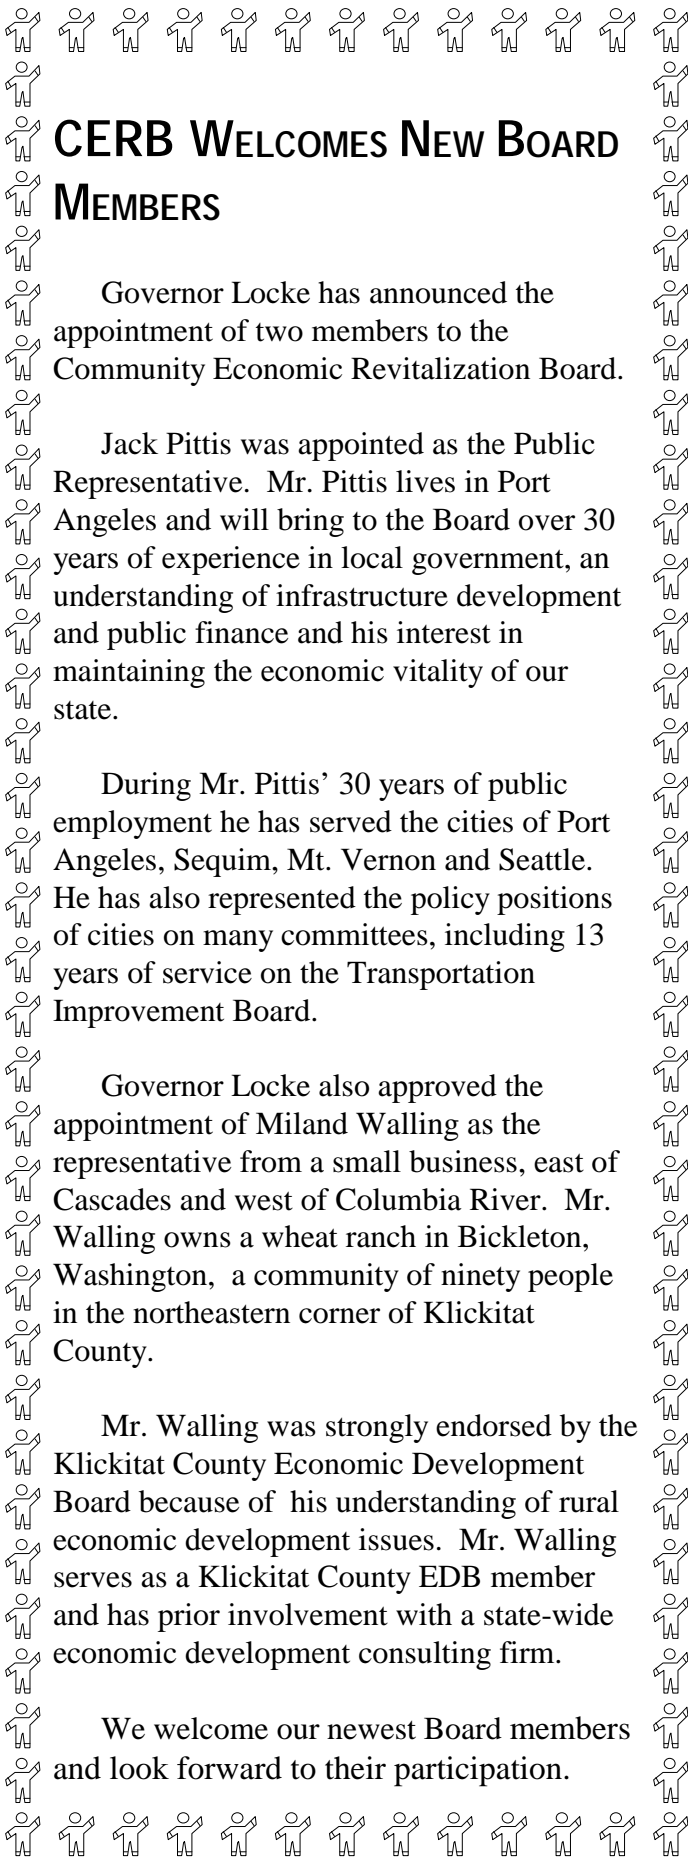 CERB WELCOMES NEW BOARD
MEMBERS
Governor Locke has announced the
appointment of two members to the
Community Economic Revitalization Board.
Jack Pittis was appointed as the Public
Representative.  Mr. Pittis lives in Port
Angeles and will bring to the Board over 30
years of experience in local government, an
understanding of infrastructure development
and public finance and his interest in
maintaining the economic vitality of our
state.
During Mr. Pittis’ 30 years of public
employment he has served the cities of Port
Angeles, Sequim, Mt. Vernon and Seattle.
He has also represented the policy positions
of cities on many committees, including 13
years of service on the Transportation
Improvement Board.
Governor Locke also approved the
appointment of Miland Walling as the
representative from a small business, east of
Cascades and west of Columbia River.  Mr.
Walling owns a wheat ranch in Bickleton,
Washington,  a community of ninety people
in the northeastern corner of Klickitat
County.
Mr. Walling was strongly endorsed by the
Klickitat County Economic Development
Board because of  his understanding of rural
economic development issues.  Mr. Walling
serves as a Klickitat County EDB member
and has prior involvement with a state-wide
economic development consulting firm.
We welcome our newest Board members
and look forward to their participation.